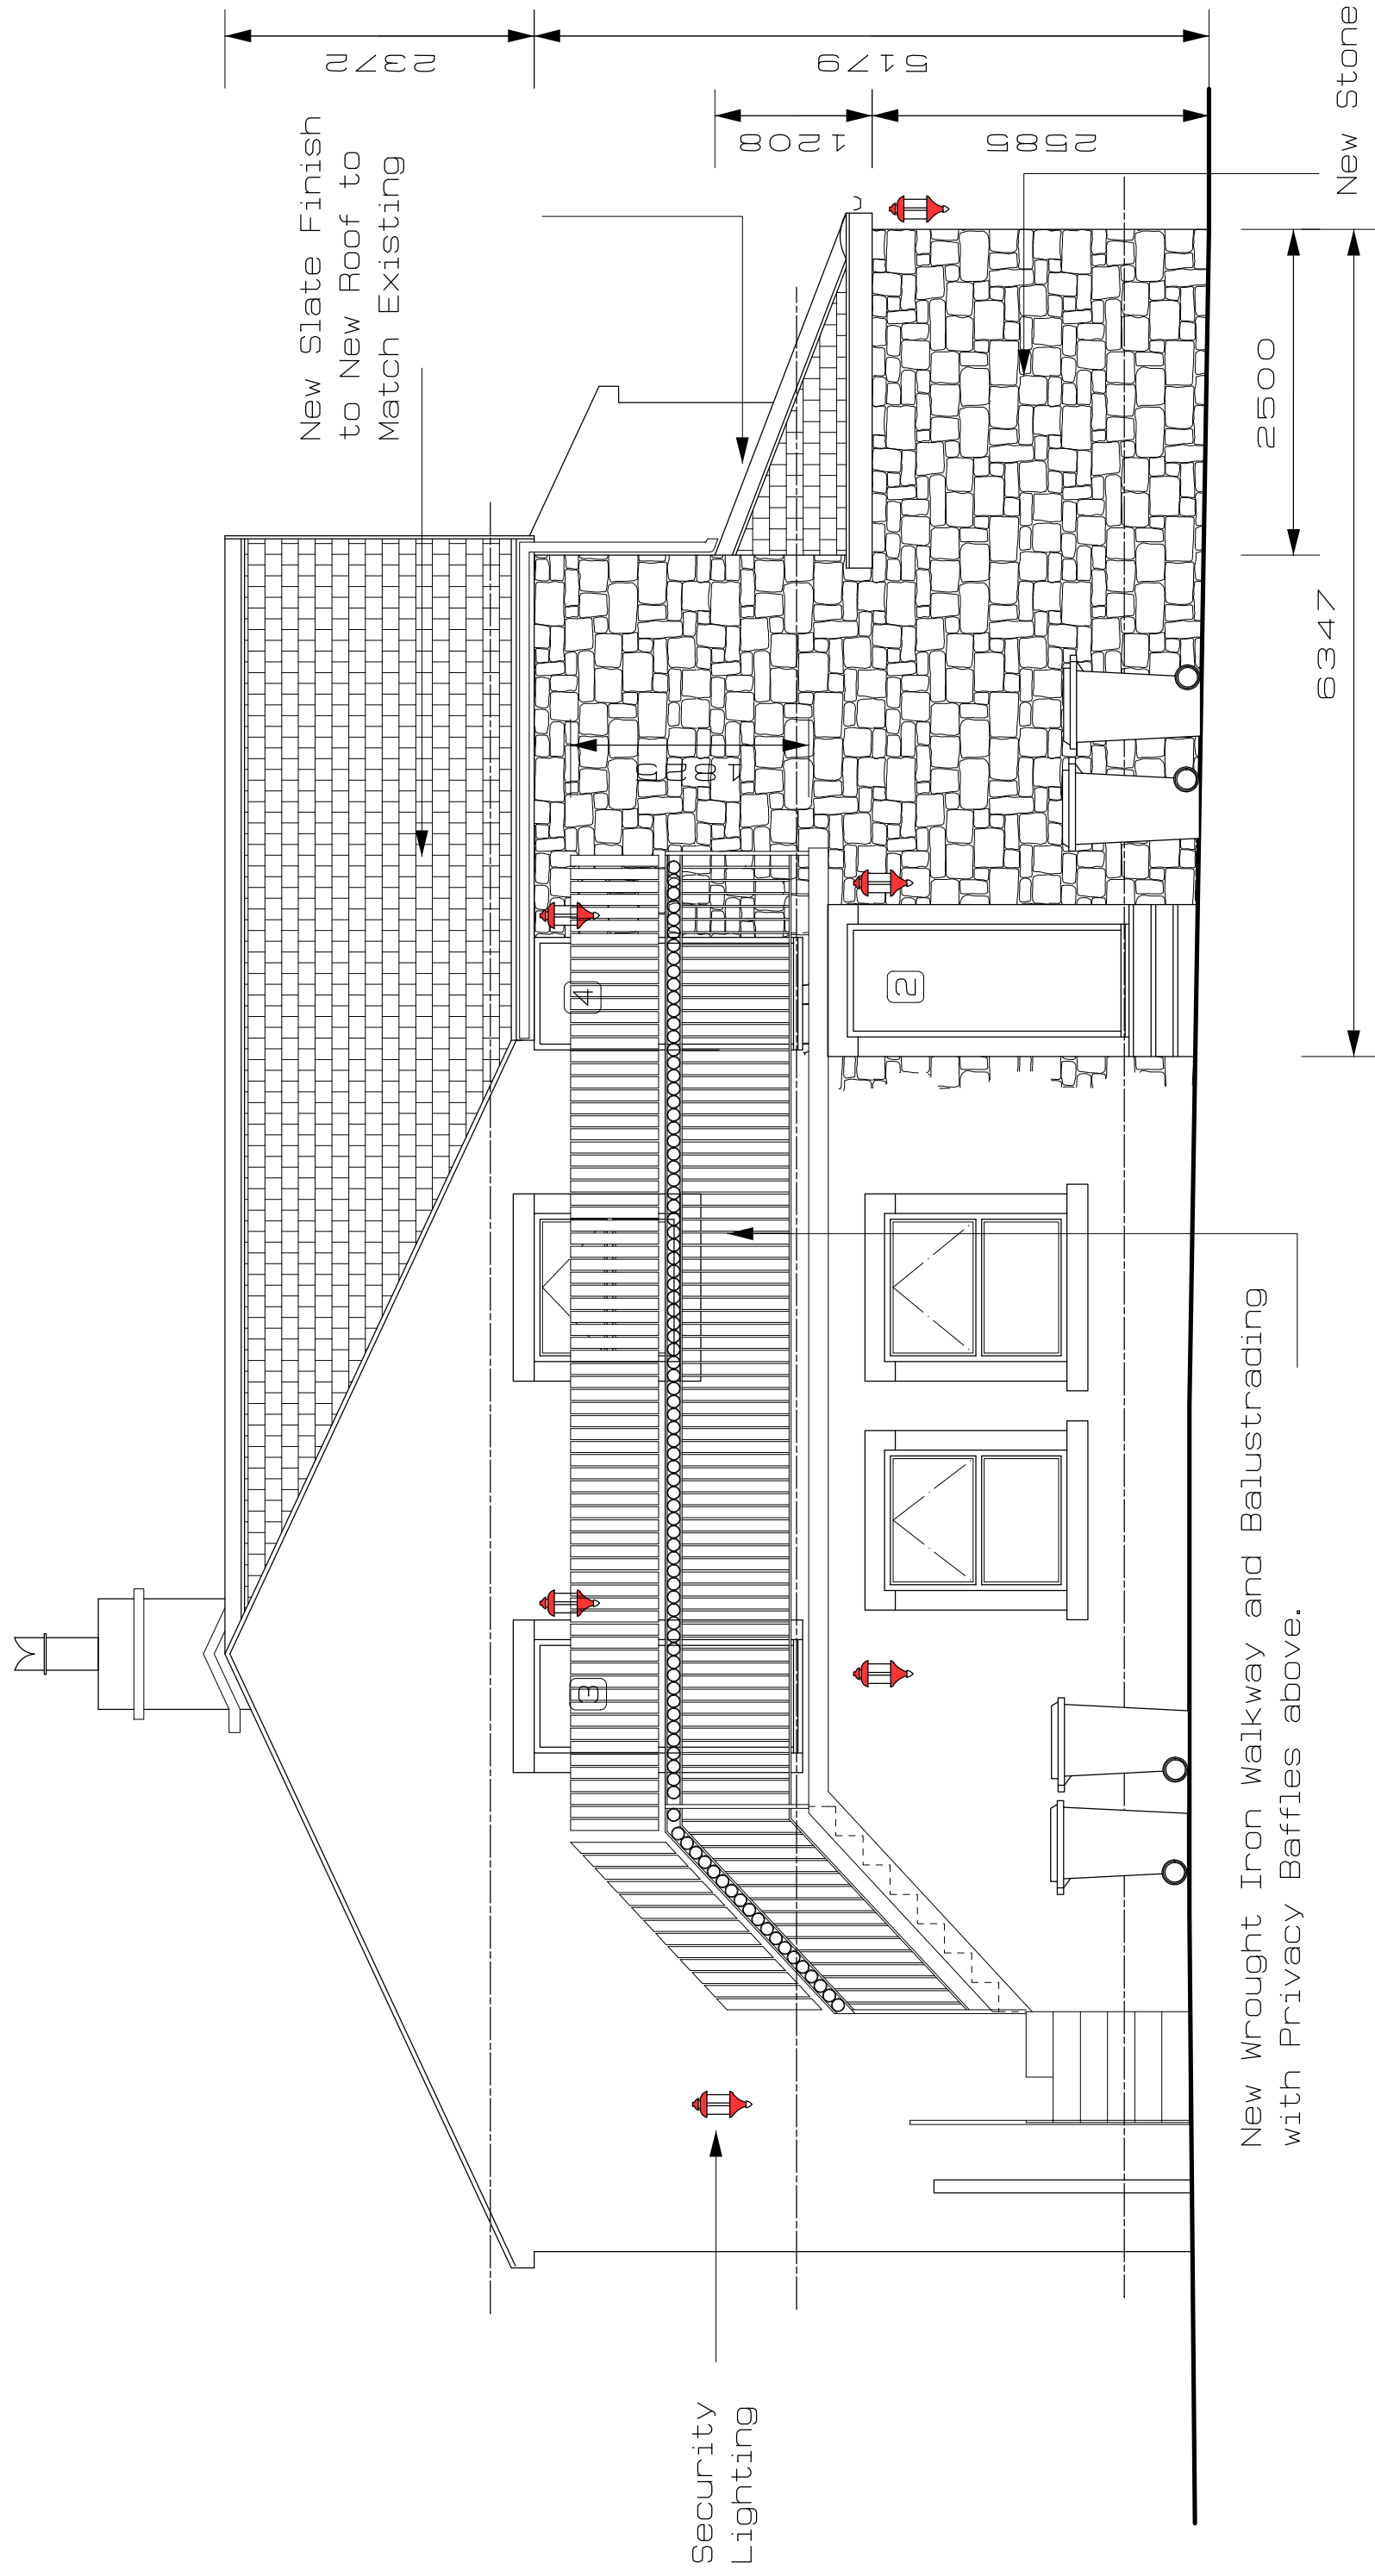 New Slate Finish
to New Roof to
Match Existing
2372
5179
1208
2585
1825
2500
6347
New Stone
4
2
3
New Wrought Iron Walkway and Balustrading
with Privacy Baffles above.
Security
Lighting